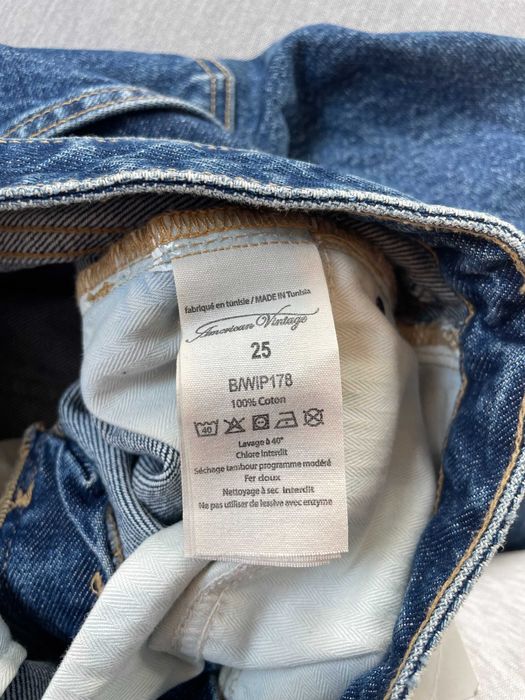 fabriqué en tunisie / MADE IN Tunisia
American Vintage
25
B/WIP178
100% Coton
40
Lavage à 40°
Chlore interdit
Séchage tambour programme modéré
Fer doux
Nettoyage à sec interdit
Ne pas utiliser de lessive avec enzyme